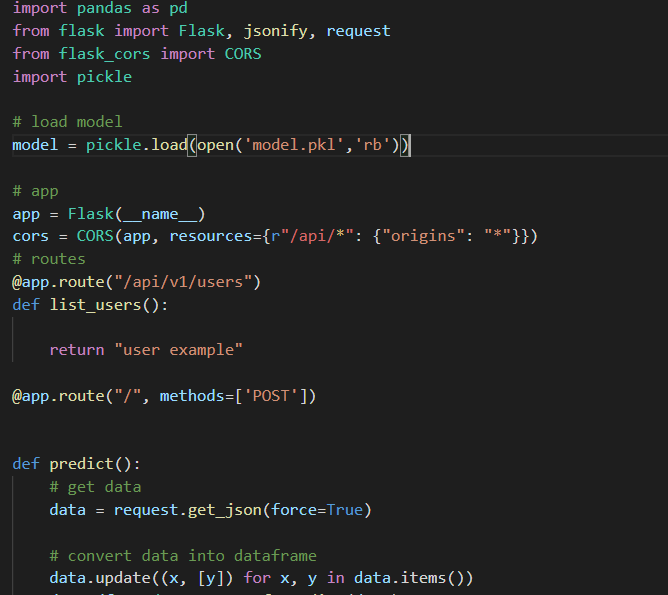 import pandas as pd
from flask import Flask, jsonify, request
from flask_cors import CORS
import pickle
# load model
model = pickle.load(open('model.pkl','rb'))
# app
app = Flask(__name__)
cors = CORS(app, resources={r"/api/*": {"origins": "*"}})
# routes
@app.route("/api/v1/users")
def list_users():
    return "user example"
@app.route("/", methods=['POST'])
def predict():
    # get data
    data = request.get_json(force=True)
    # convert data into dataframe
    data.update((x, [y]) for x, y in data.items())